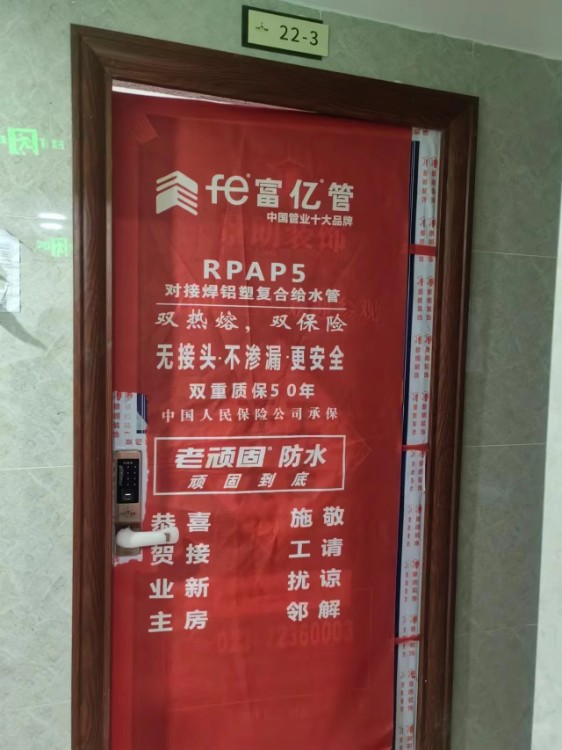 22-3
fe®富亿管
中国管业十大品牌
RPAP5
对接焊铝塑复合给水管
双热熔，双保险
无接头·不渗漏·更安全
双重质保50年
中国人民保险公司承保
老顽固®防水
顽固到底
恭喜
贺接
业新
主房
施敬
工请
扰谅
邻解